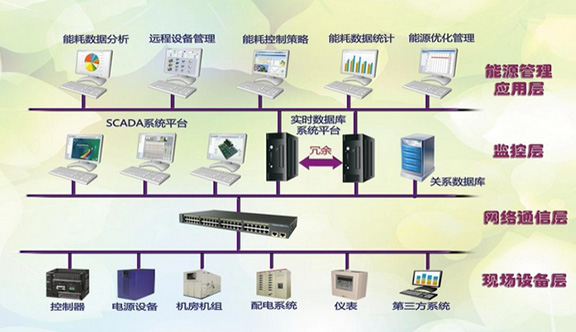 能耗数据分析
远程设备管理
能耗控制策略
能耗数据统计
能源优化管理
能源管理
应用层
SCADA系统平台
实时数据库
系统平台
冗余
关系数据库
监控层
网络通信层
控制器
电源设备
机房机组
配电系统
仪表
第三方系统
现场设备层